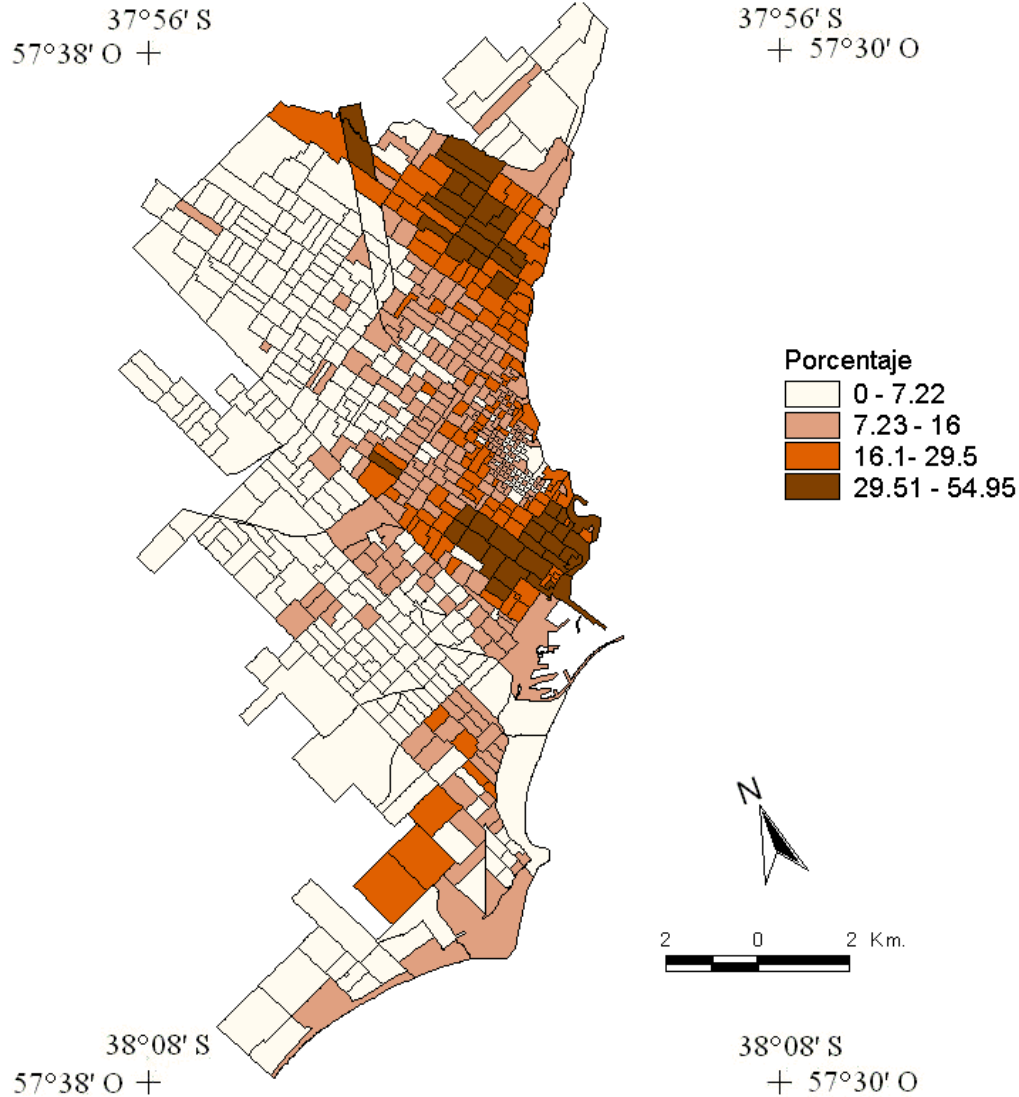 37°56' S
57°38' O
37°56' S
57°30' O
Porcentaje
0 - 7.22
7.23 - 16
16.1- 29.5
29.51 - 54.95
N
2 0 2 Km.
38°08' S
57°38' O
38°08' S
57°30' O